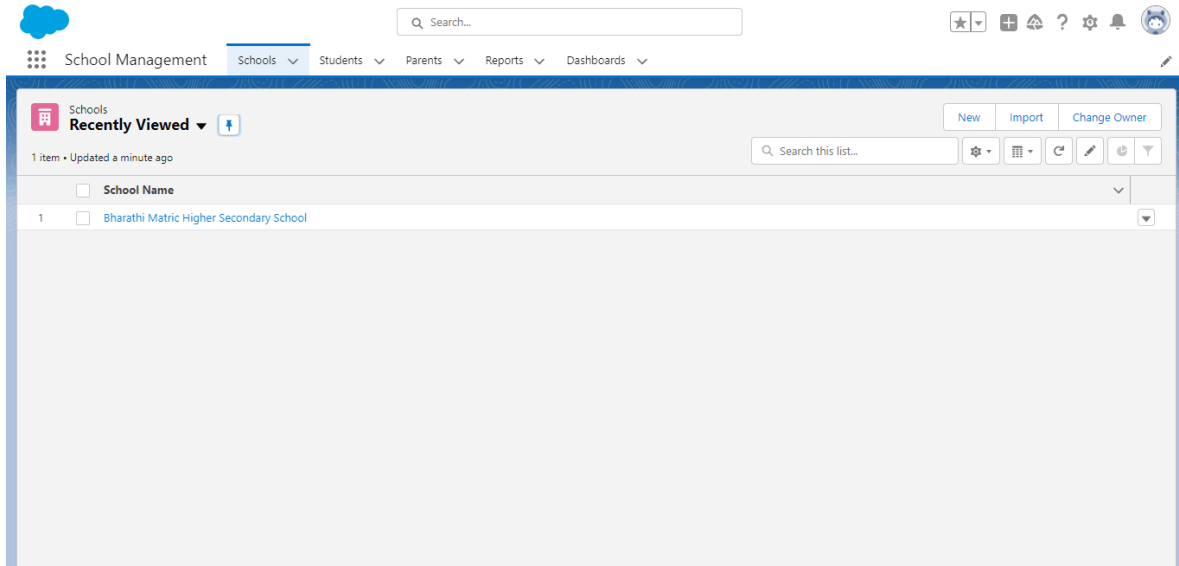 Search...
School Management Schools Students Parents Reports Dashboards
Schools
Recently Viewed
New Import Change Owner
1 item • Updated a minute ago
Search this list...
School Name
1 Bharathi Matric Higher Secondary School